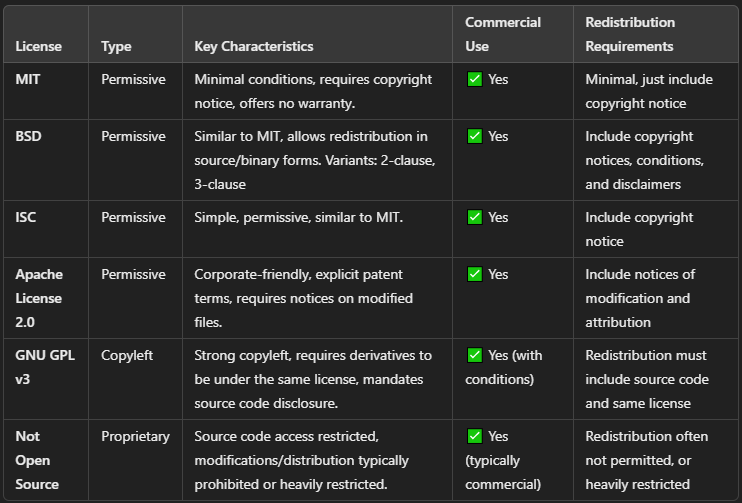 License Type Key Characteristics Commercial Use Redistribution Requirements
MIT Permissive Minimal conditions, requires copyright notice, offers no warranty. ✅ Yes Minimal, just include copyright notice
BSD Permissive Similar to MIT, allows redistribution in source/binary forms. Variants: 2-clause, 3-clause ✅ Yes Include copyright notices, conditions, and disclaimers
ISC Permissive Simple, permissive, similar to MIT. ✅ Yes Include copyright notice
Apache License 2.0 Permissive Corporate-friendly, explicit patent terms, requires notices on modified files. ✅ Yes Include notices of modification and attribution
GNU GPL v3 Copyleft Strong copyleft, requires derivatives to be under the same license, mandates source code disclosure. ✅ Yes (with conditions) Redistribution must include source code and same license
Not Open Source Proprietary Source code access restricted, modifications/distribution typically prohibited or heavily restricted. ✅ Yes (typically commercial) Redistribution often not permitted, or heavily restricted